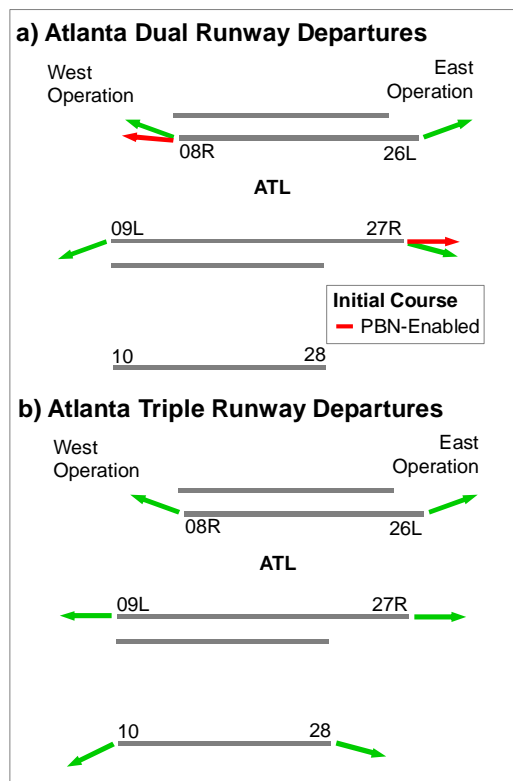 a) Atlanta Dual Runway Departures
West
Operation
East
Operation
08R
26L
ATL
09L
27R
Initial Course
PBN-Enabled
10
28
b) Atlanta Triple Runway Departures
West
Operation
East
Operation
08R
26L
ATL
09L
27R
10
28